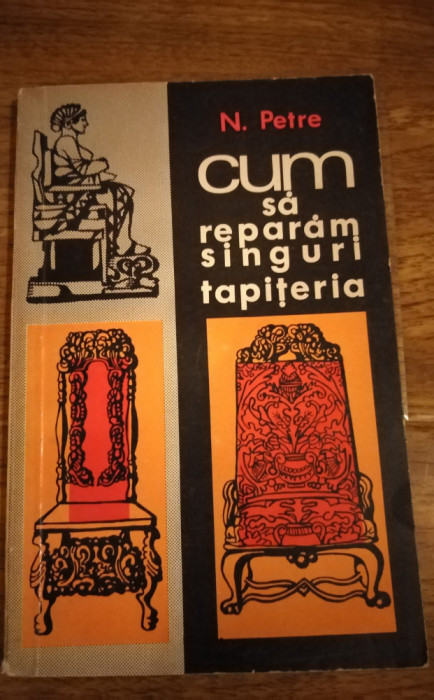 N. Petre
cum
să
reparăm
singuri
tapițeria